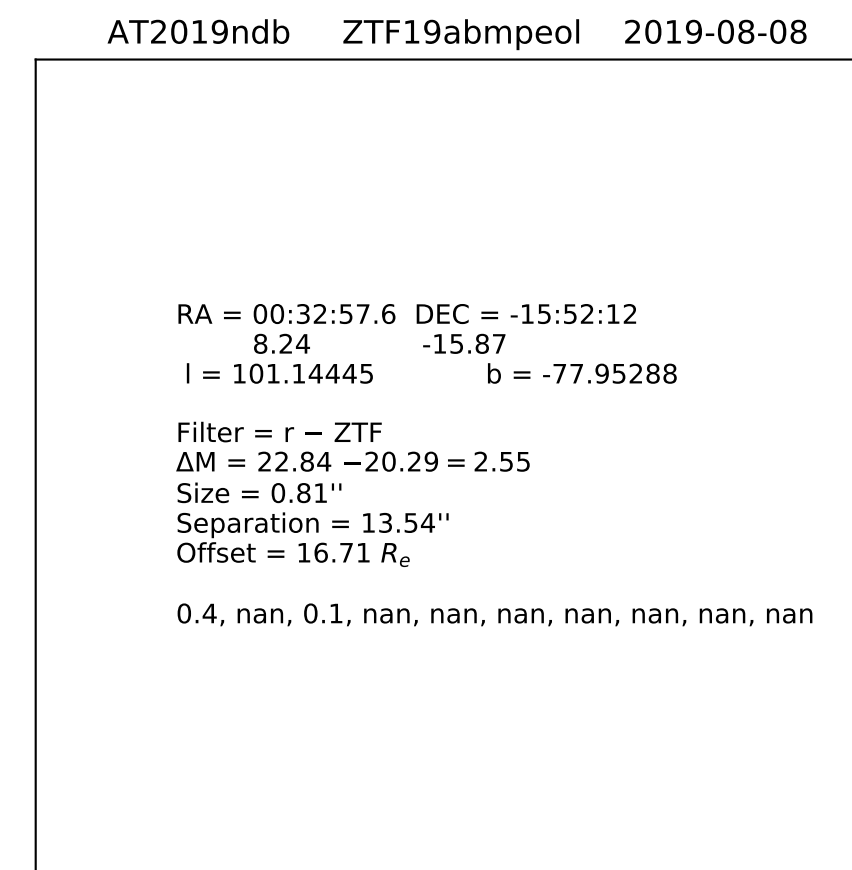 AT2019ndb ZTF19abmpeol 2019-08-08
RA = 00:32:57.6 DEC = -15:52:12
8.24 -15.87
l = 101.14445 b = -77.95288
Filter = r − ZTF
ΔM = 22.84 −20.29 = 2.55
Size = 0.81''
Separation = 13.54''
Offset = 16.71 Rₑ
0.4, nan, 0.1, nan, nan, nan, nan, nan, nan, nan